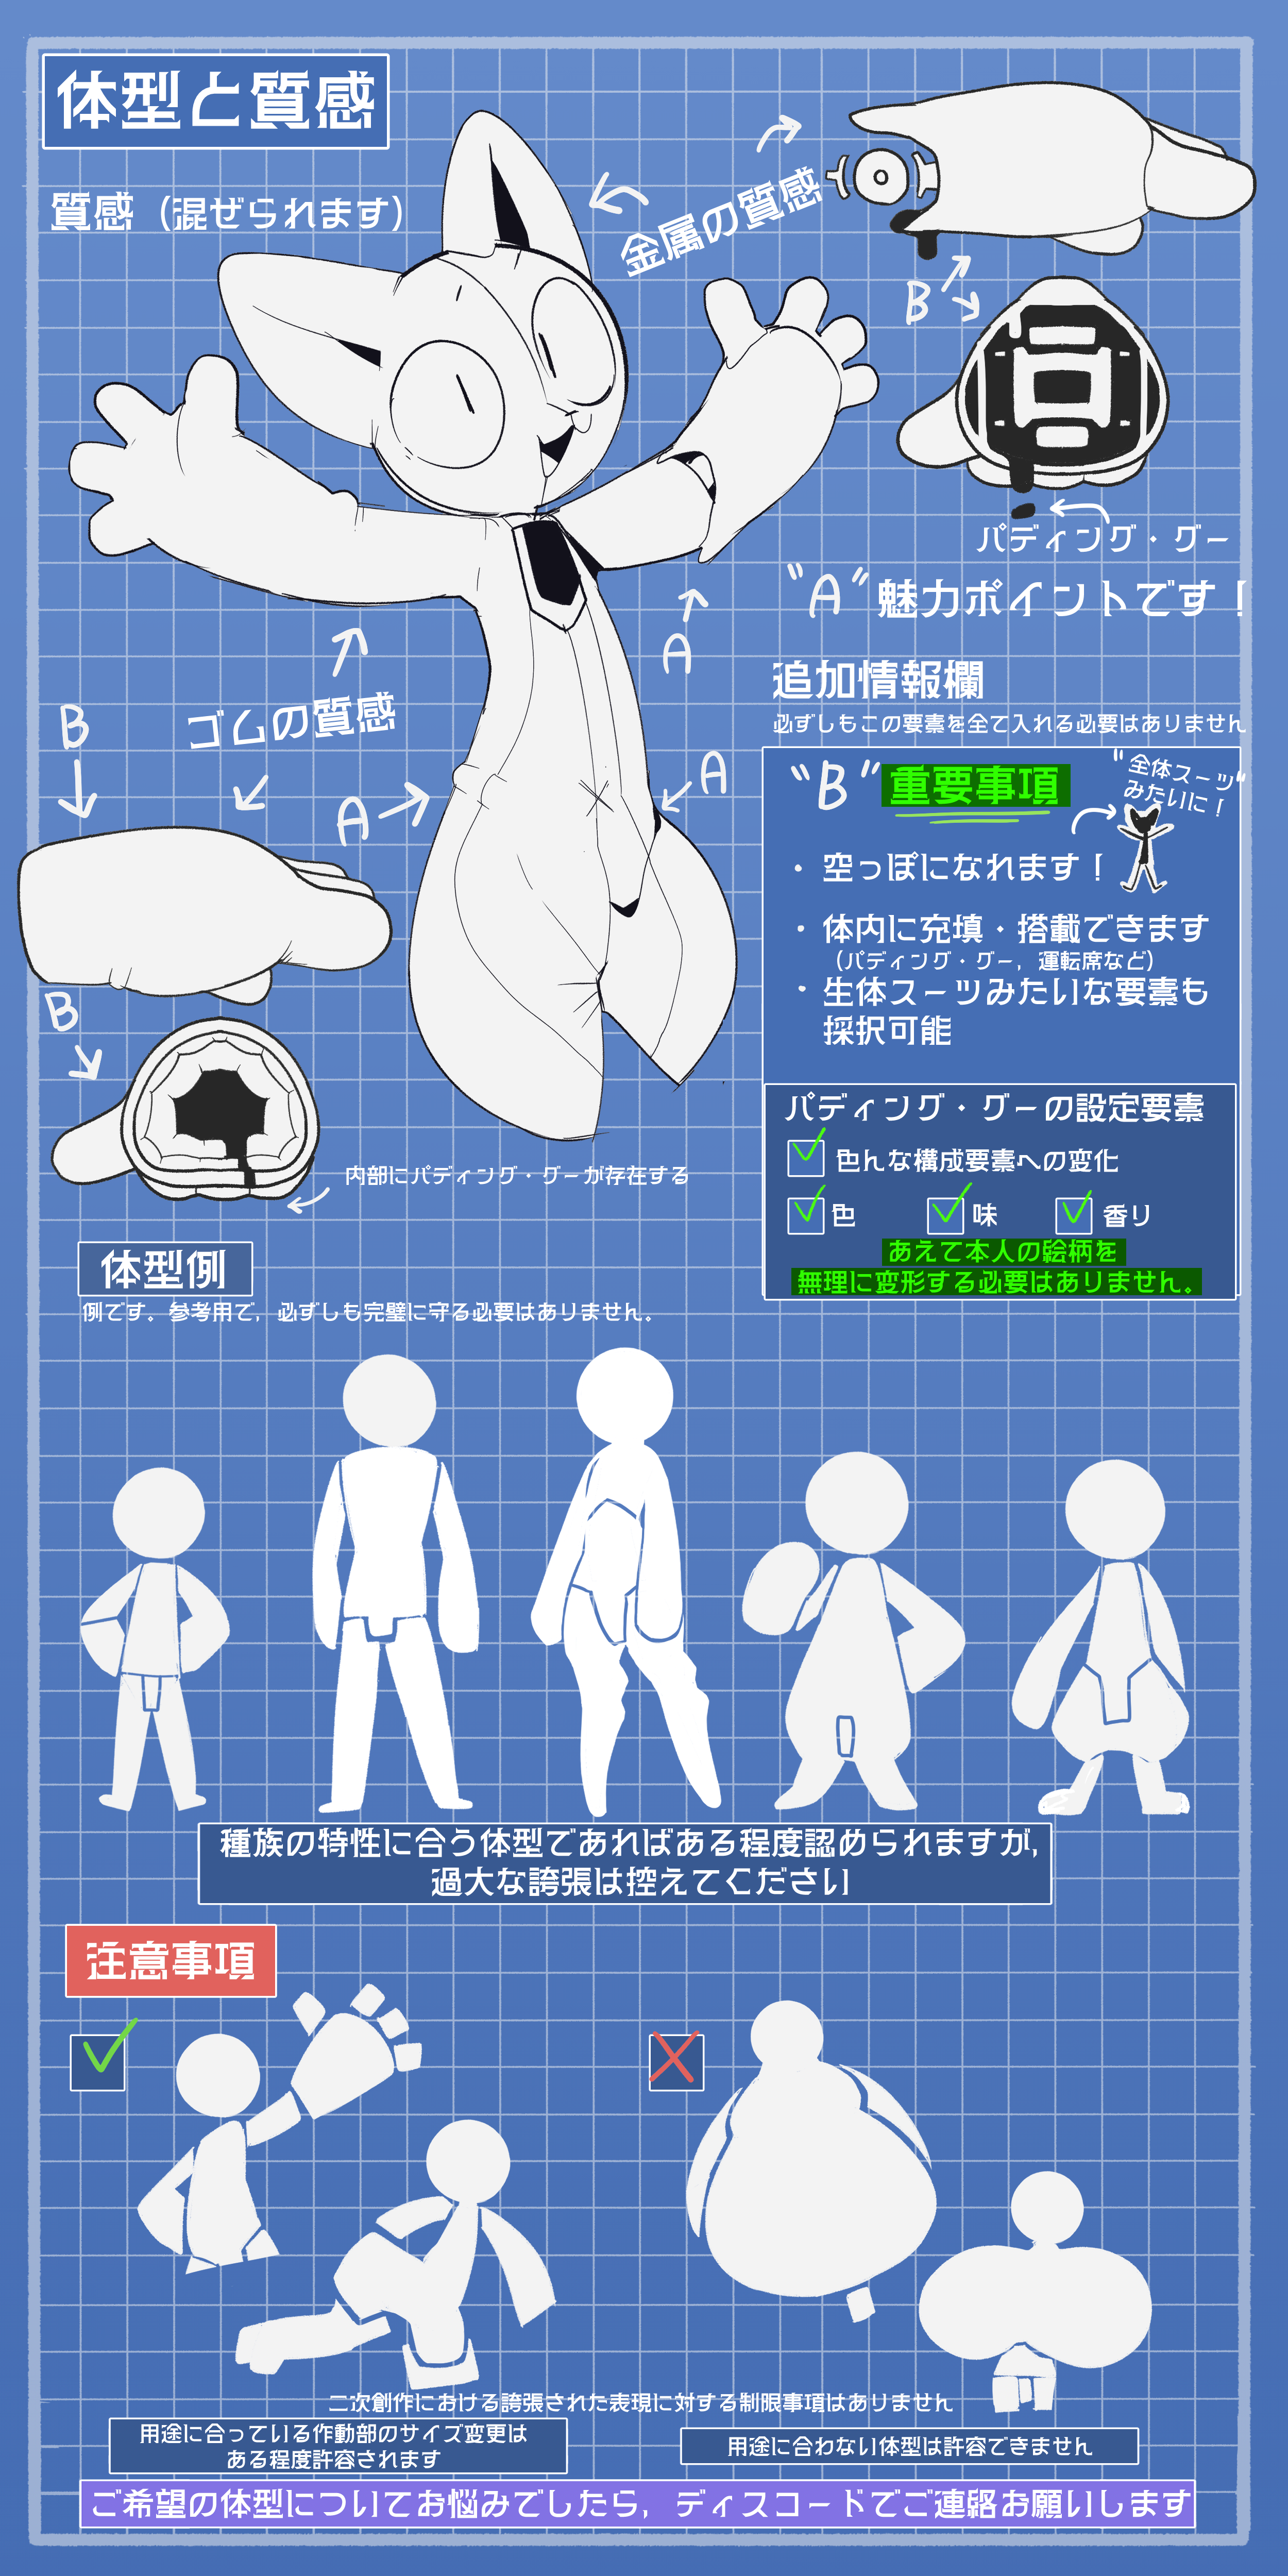 体型と質感
質感（混ぜられます）
金属の質感
B
パディング・グー
"A"魅力ポイントです！
A
ゴムの質感
B
A
A
追加情報欄
必ずしもこの要素を全て入れる必要はありません
"B"重要事項
"全体スーツ"
みたいに！
・空っぽになれます！
・体内に充填・搭載できます
（パディング・グー，運転席など）
・生体スーツみたいな要素も
採択可能
B
パディング・グーの設定要素
色んな構成要素への変化
色 味 香り
あえて本人の絵柄を
無理に変形する必要はありません。
内部にパディング・グーが存在する
体型例
例です。参考用で，必ずしも完璧に守る必要はありません。
種族の特性に合う体型であればある程度認められますが，
過大な誇張は控えてください
注意事項
二次創作における誇張された表現に対する制限事項はありません
用途に合っている作動部のサイズ変更は
ある程度許容されます
用途に合わない体型は許容できません
ご希望の体型についてお悩みでしたら，ディスコードでご連絡お願いします